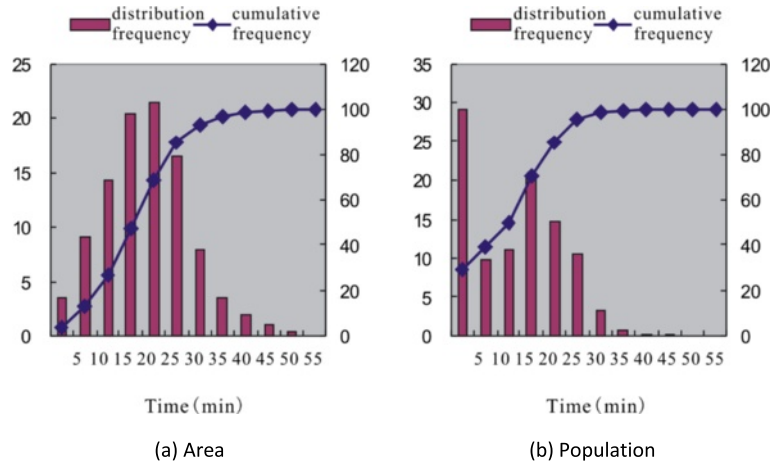 distribution frequency
cumulative frequency
distribution frequency
cumulative frequency
25
20
15
10
5
0
120
100
80
60
40
20
0
5 10 15 20 25 30 35 40 45 50 55
Time (min)
(a) Area
35
30
25
20
15
10
5
0
120
100
80
60
40
20
0
5 10 15 20 25 30 35 40 45 50 55
Time (min)
(b) Population